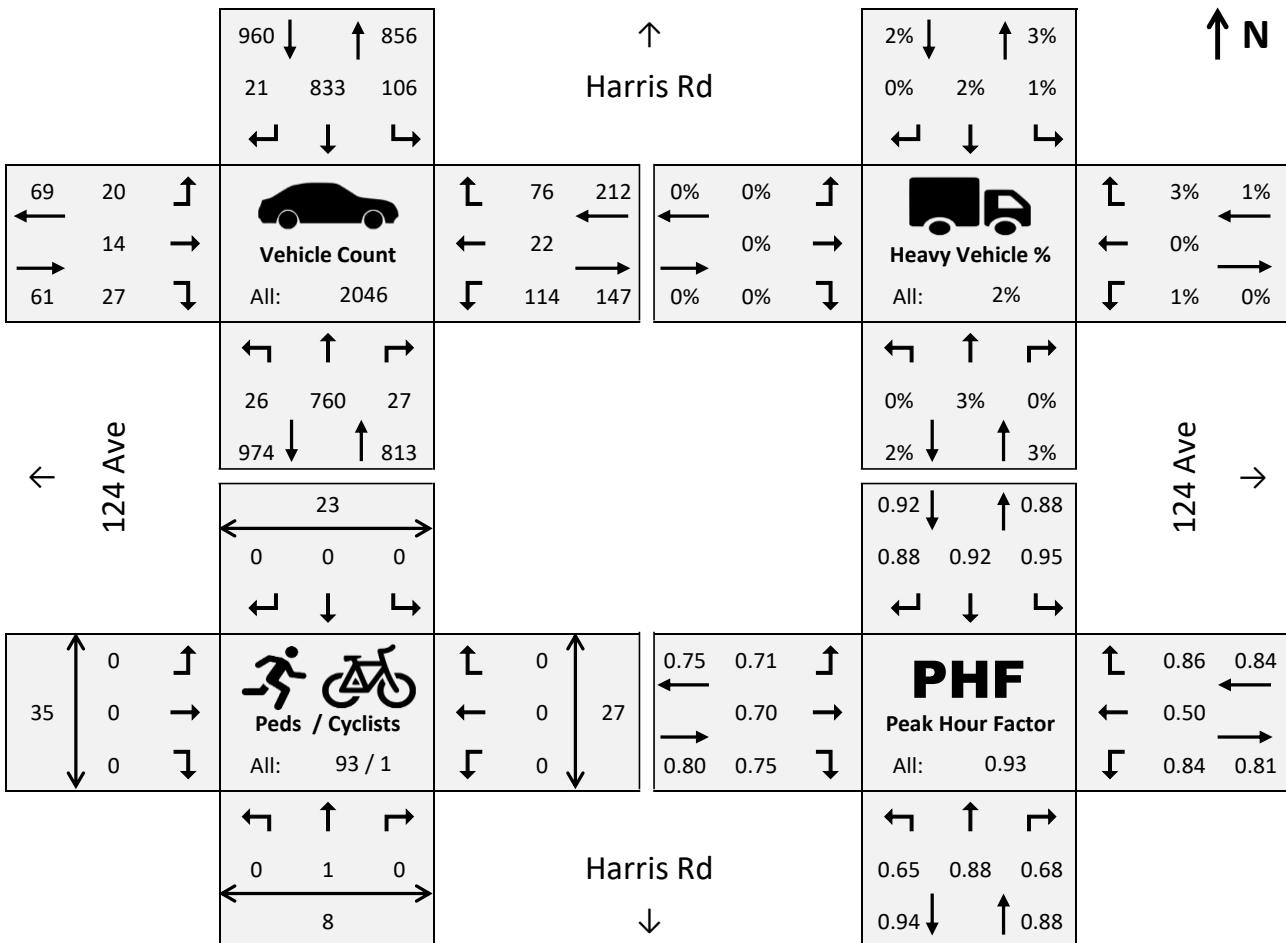 960 856
21 833 106
Harris Rd
2% 3%
0% 2% 1%
N
69 20
14
61 27
Vehicle Count
All: 2046
76 212
22
114 147
0% 0%
0%
0% 0%
Heavy Vehicle %
All: 2%
3% 1%
0%
1% 0%
26 760 27
974 813
0% 3% 0%
2% 3%
124 Ave
124 Ave
23
0 0 0
0.92 0.88
0.88 0.92 0.95
35
0
0
0
Peds / Cyclists
All: 93 / 1
0
0
0
27
0.75 0.71
0.70
0.80 0.75
PHF
Peak Hour Factor
All: 0.93
0.86 0.84
0.50
0.84 0.81
0 1 0
8
Harris Rd
0.65 0.88 0.68
0.94 0.88